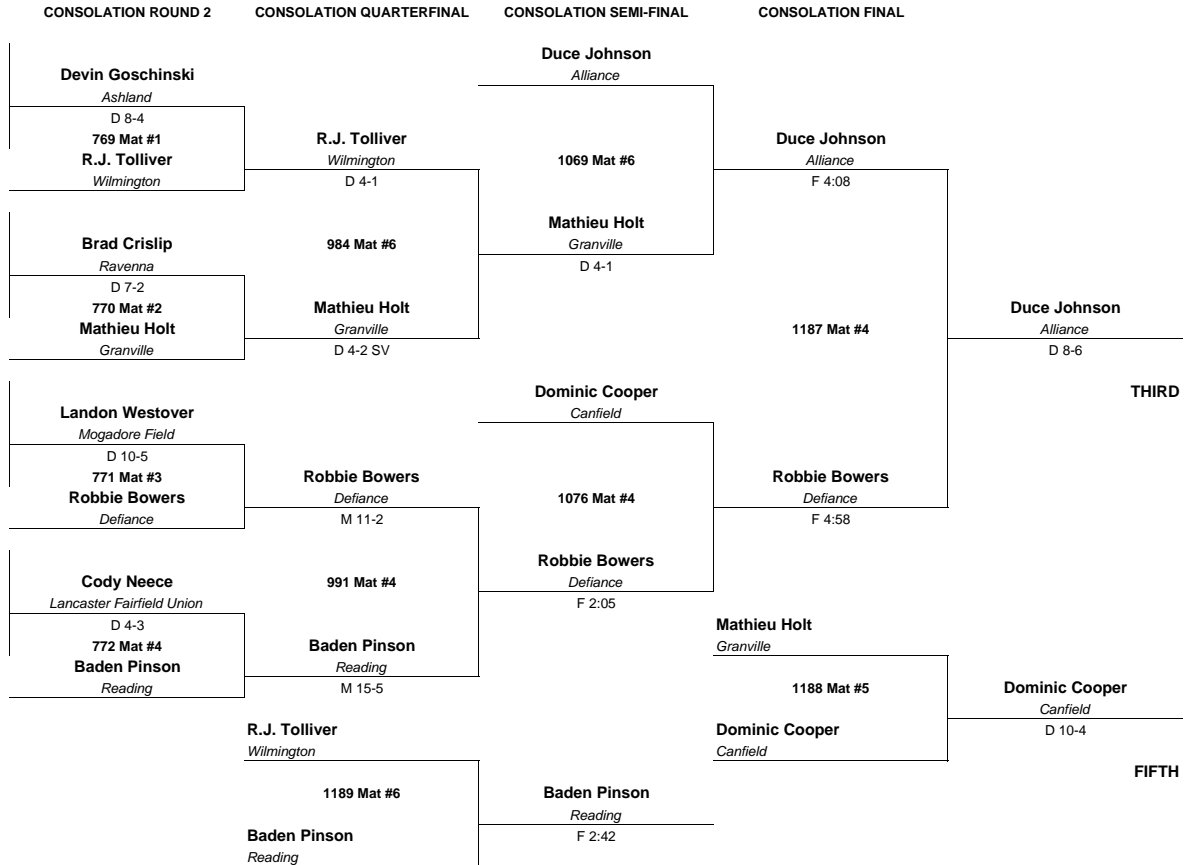 CONSOLATION ROUND 2 CONSOLATION QUARTERFINAL CONSOLATION SEMI-FINAL CONSOLATION FINAL
Devin Goschinski
Ashland
D 8-4
769 Mat #1
R.J. Tolliver
Wilmington
Brad Crislip
Ravenna
D 7-2
770 Mat #2
Mathieu Holt
Granville
Landon Westover
Mogadore Field
D 10-5
771 Mat #3
Robbie Bowers
Defiance
Cody Neece
Lancaster Fairfield Union
D 4-3
772 Mat #4
Baden Pinson
Reading
R.J. Tolliver
Wilmington
D 4-1
984 Mat #6
Mathieu Holt
Granville
D 4-2 SV
Robbie Bowers
Defiance
M 11-2
991 Mat #4
Baden Pinson
Reading
M 15-5
R.J. Tolliver
Wilmington
1189 Mat #6
Baden Pinson
Reading
Duce Johnson
Alliance
1069 Mat #6
Mathieu Holt
Granville
D 4-1
Dominic Cooper
Canfield
1076 Mat #4
Robbie Bowers
Defiance
F 2:05
Baden Pinson
Reading
F 2:42
Duce Johnson
Alliance
F 4:08
1187 Mat #4
Robbie Bowers
Defiance
F 4:58
Mathieu Holt
Granville
1188 Mat #5
Dominic Cooper
Canfield
Duce Johnson
Alliance
D 8-6
THIRD
Dominic Cooper
Canfield
D 10-4
FIFTH